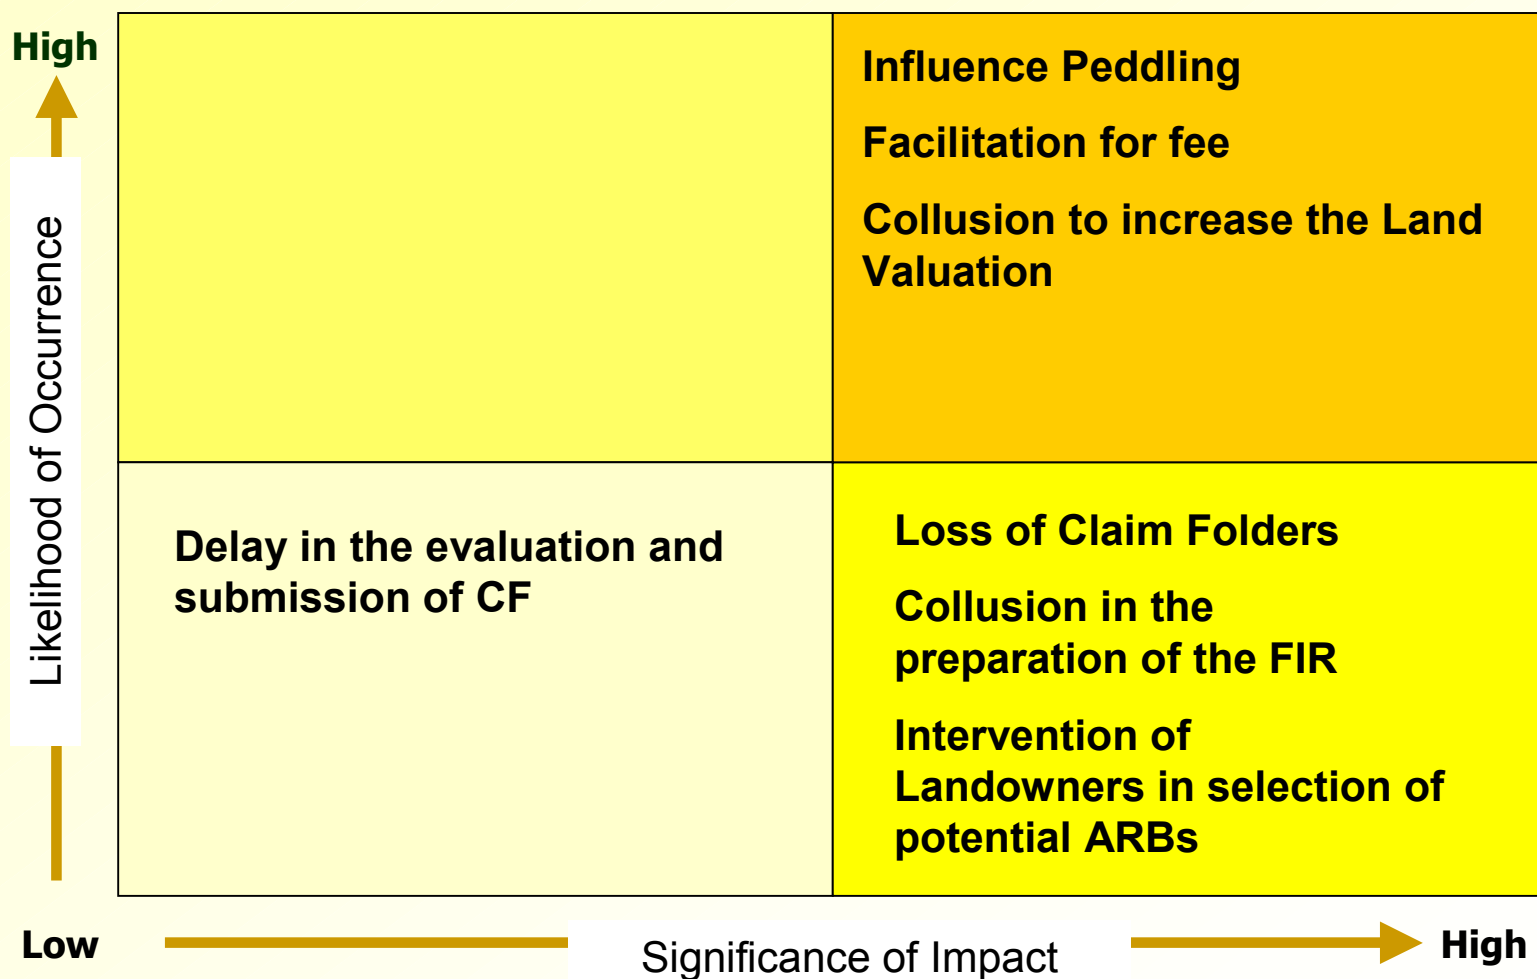 High
Influence Peddling
Facilitation for fee
Collusion to increase the Land
Valuation
Likelihood of Occurrence
Delay in the evaluation and
submission of CF
Loss of Claim Folders
Collusion in the
preparation of the FIR
Intervention of
Landowners in selection of
potential ARBs
Low
Significance of Impact
High